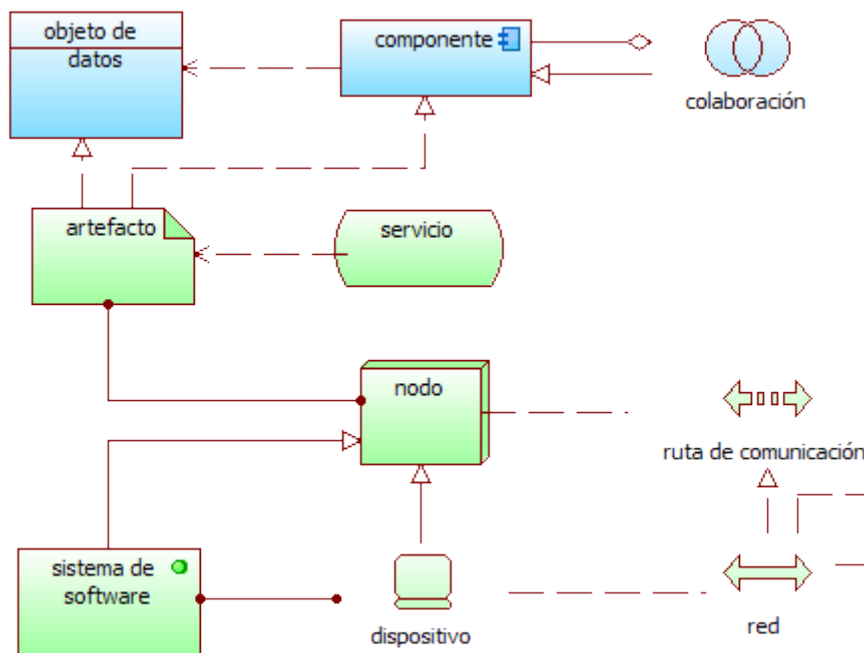 objeto de
datos
componente
colaboración
artefacto
servicio
nodo
ruta de comunicación
sistema de
software
dispositivo
red